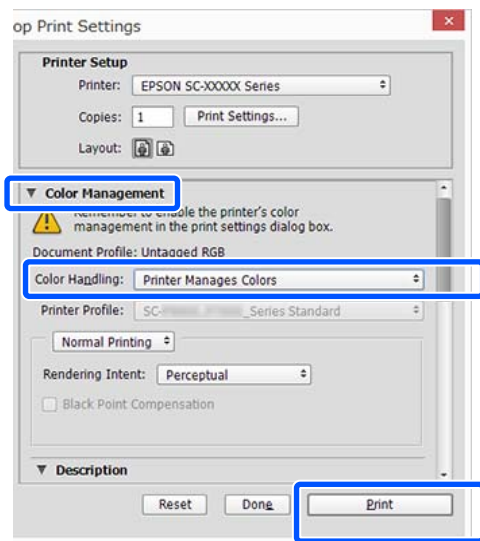 op Print Settings
Printer Setup
Printer: EPSON SC-XXXXX Series
Copies: 1 Print Settings...
Layout:
Color Management
Remember to enable the printer's color
management in the print settings dialog box.
Document Profile: Untagged RGB
Color Handling: Printer Manages Colors
Printer Profile: SC- _Series Standard
Normal Printing
Rendering Intent: Perceptual
Black Point Compensation
Description
Reset Done Print